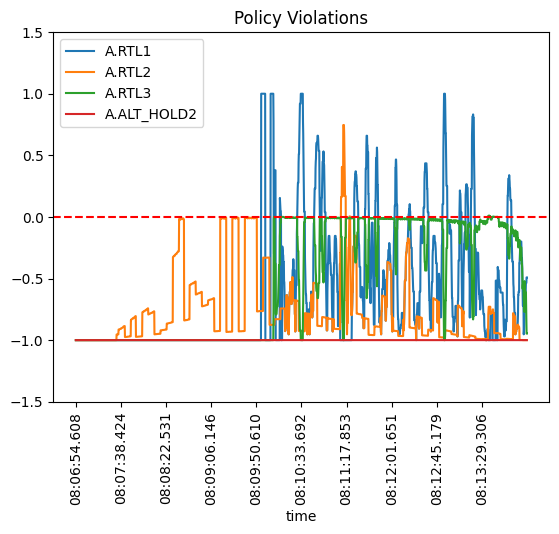 Policy Violations
A.RTL1
A.RTL2
A.RTL3
A.ALT_HOLD2
1.5
1.0
0.5
0.0
−0.5
−1.0
−1.5
08:06:54.608
08:07:38.424
08:08:22.531
08:09:06.146
08:09:50.610
08:10:33.692
08:11:17.853
08:12:01.651
08:12:45.179
08:13:29.306
time